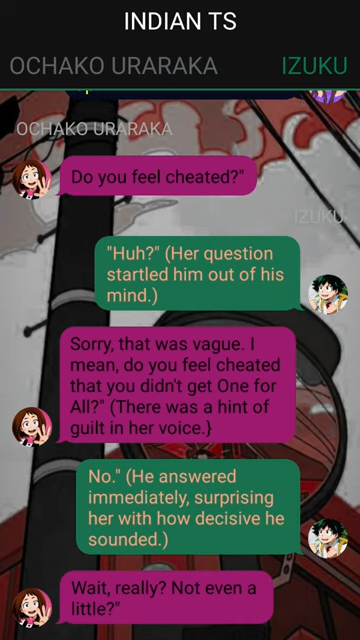 INDIAN TS
OCHAKO URARAKA IZUKU
OCHAKO URARAKA
Do you feel cheated?"
IZUKU
"Huh?" (Her question
startled him out of his
mind.)
Sorry, that was vague. I
mean, do you feel cheated
that you didn't get One for
All?" (There was a hint of
guilt in her voice.}
No." (He answered
immediately, surprising
her with how decisive he
sounded.)
Wait, really? Not even a
little?"